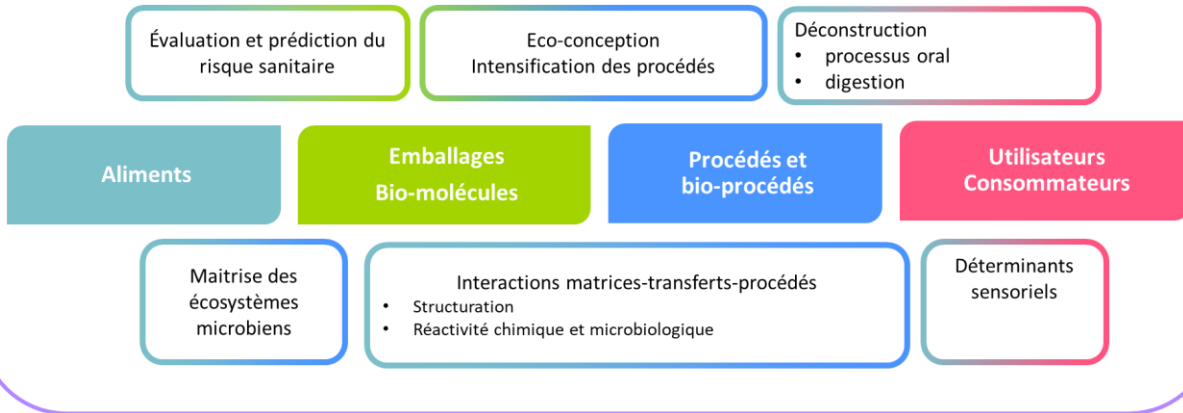 Évaluation et prédiction du
risque sanitaire
Eco-conception
Intensification des procédés
Déconstruction
• processus oral
• digestion
Aliments
Emballages
Bio-molécules
Procédés et
bio-procédés
Utilisateurs
Consommateurs
Maitrise des
écosystèmes
microbiens
Interactions matrices-transferts-procédés
• Structuration
• Réactivité chimique et microbiologique
Déterminants
sensoriels